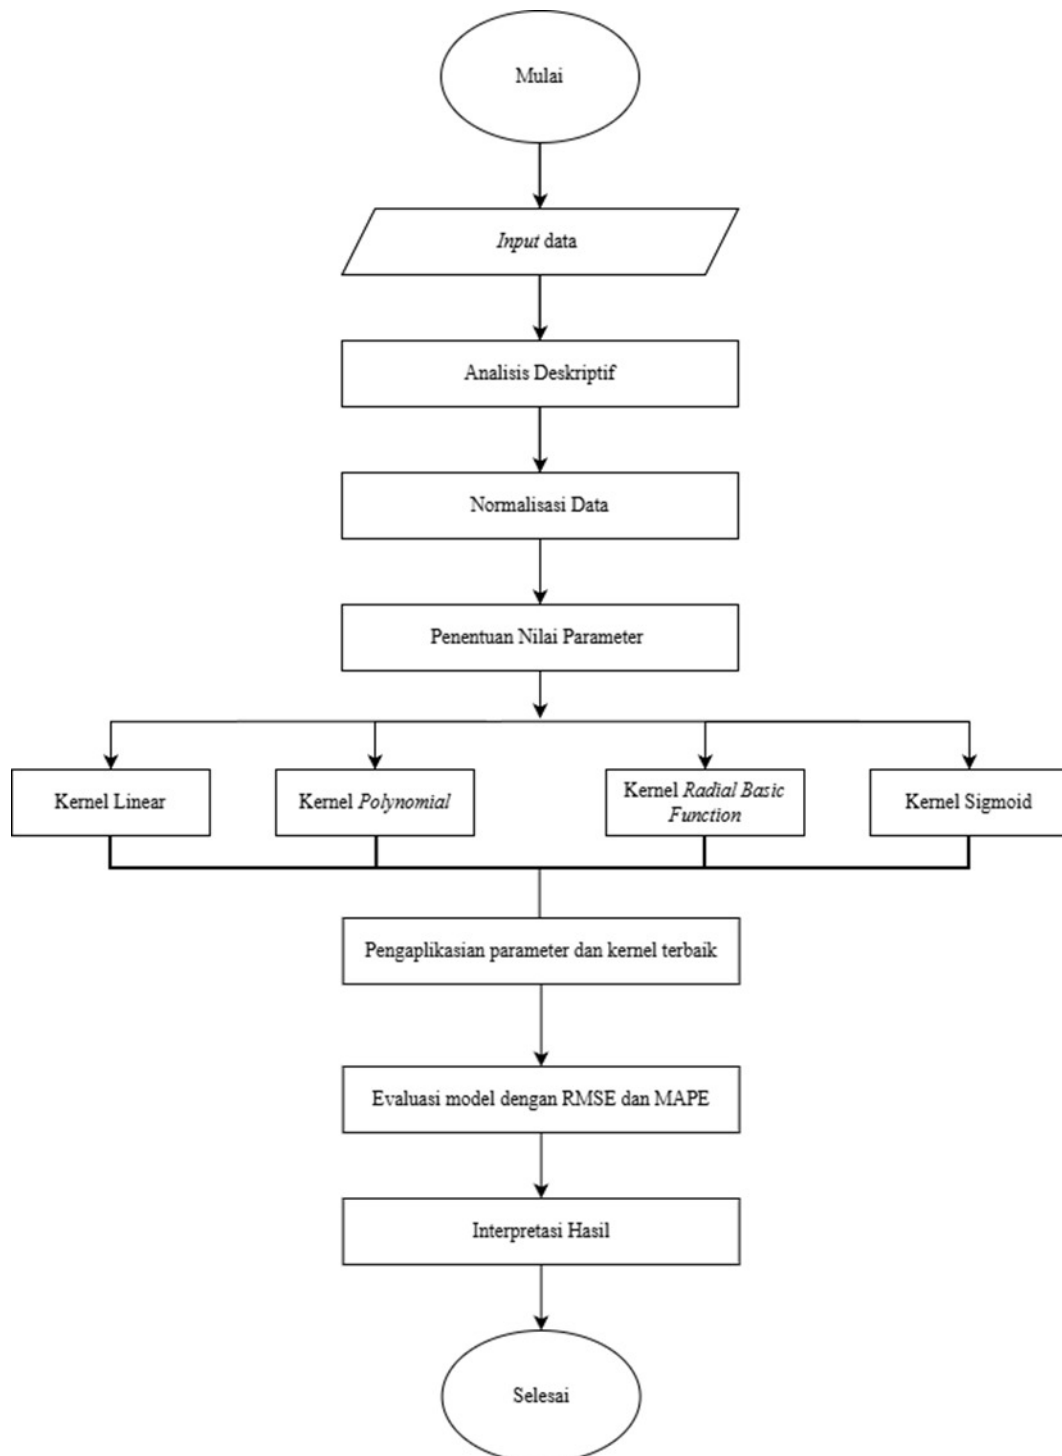 Mulai
Input data
Analisis Deskriptif
Normalisasi Data
Penentuan Nilai Parameter
Kernel Linear
Kernel Polynomial
Kernel Radial Basic
Function
Kernel Sigmoid
Pengaplikasian parameter dan kernel terbaik
Evaluasi model dengan RMSE dan MAPE
Interpretasi Hasil
Selesai